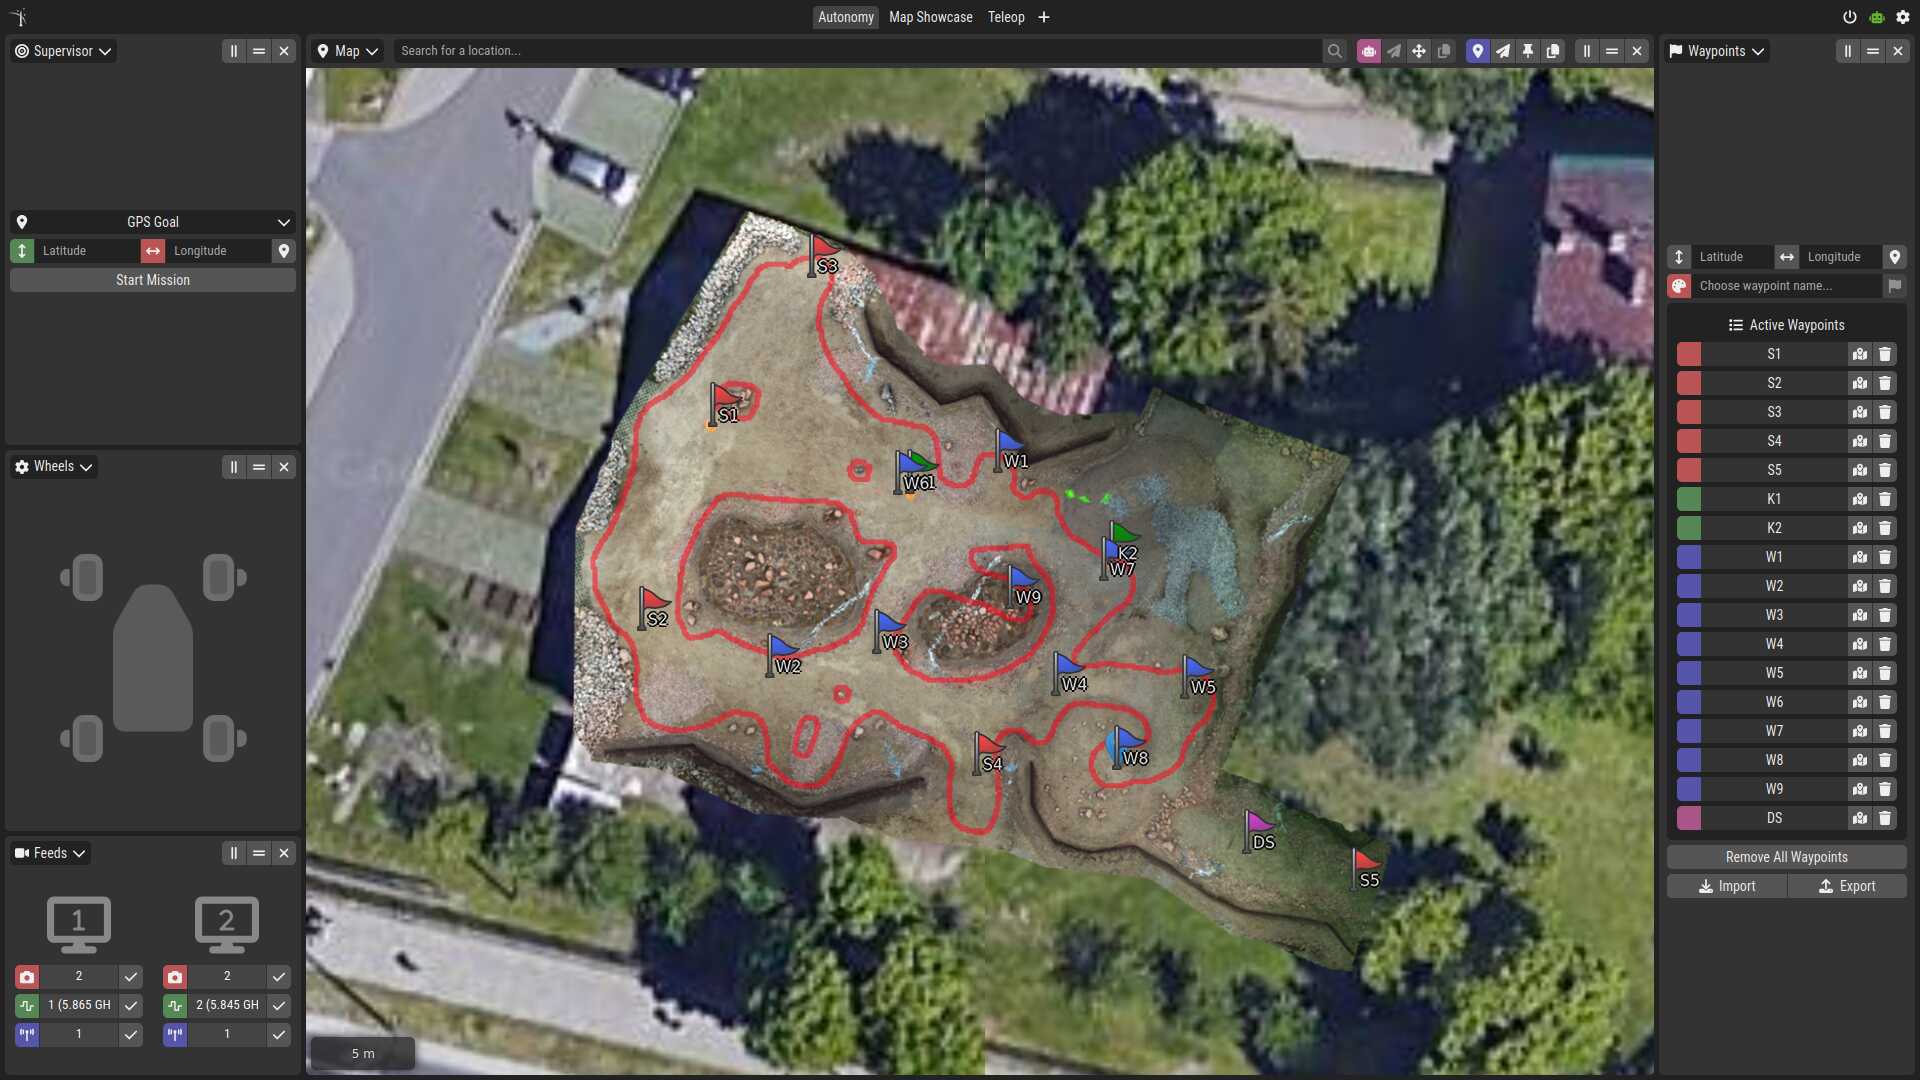 Autonomy Map Showcase Teleop
Supervisor
GPS Goal
Latitude Longitude
Start Mission
Wheels
Feeds
1 2
2 2
1 (5.865 GH 2 (5.845 GH
1 1
Map Search for a location...
S3
S1
W1
W6
K2
W7
W9
S2
W3
W2
W4
W5
W8
S4
DS
S5
5 m
Waypoints
Latitude Longitude
Choose waypoint name...
Active Waypoints
S1
S2
S3
S4
S5
K1
K2
W1
W2
W3
W4
W5
W6
W7
W8
W9
DS
Remove All Waypoints
Import Export